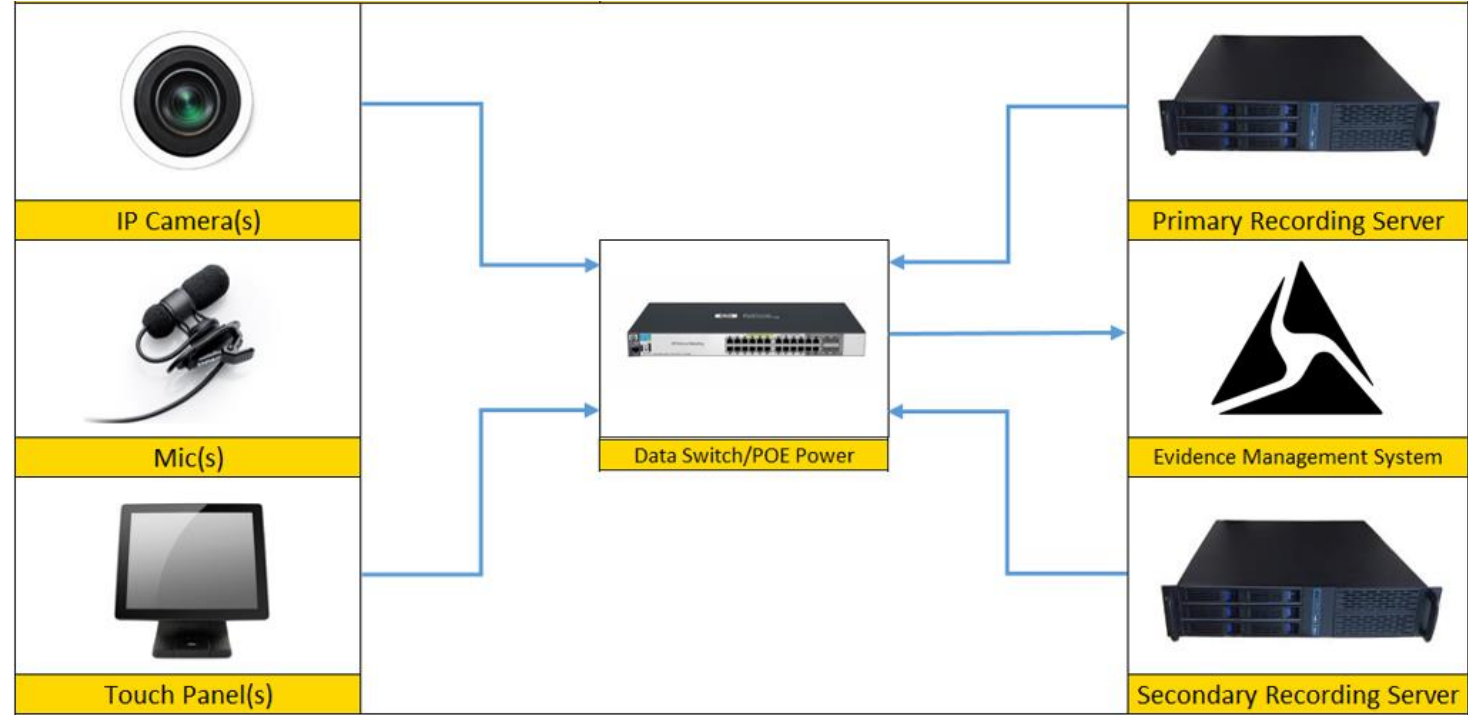 IP Camera(s)
Primary Recording Server
Mic(s)
Data Switch/POE Power
Evidence Management System
Touch Panel(s)
Secondary Recording Server